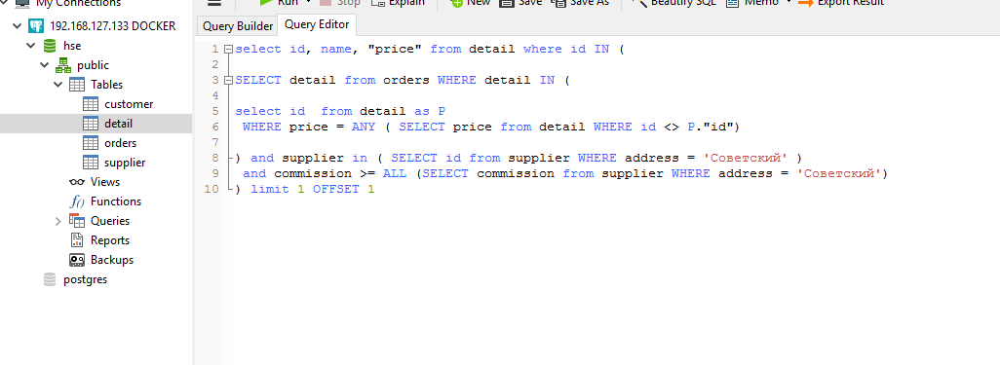 My Connections
192.168.127.133 DOCKER
hse
public
Tables
customer
detail
orders
supplier
Views
Functions
Queries
Reports
Backups
postgres
Run Stop Explain New Save Save As Beautify SQL Memo Export Result
Query Builder Query Editor
1 select id, name, "price" from detail where id IN (
2
3 SELECT detail from orders WHERE detail IN (
4
5 select id  from detail as P
6 WHERE price = ANY ( SELECT price from detail WHERE id <> P."id")
7
8 ) and supplier in ( SELECT id from supplier WHERE address = 'Советский' )
9 and commission >= ALL (SELECT commission from supplier WHERE address = 'Советский')
10 ) limit 1 OFFSET 1